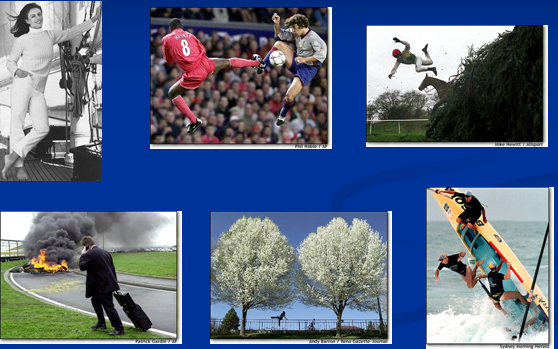 8
Phil Noble / AP
Mike Hewitt / Allsport
Patrick Gardin / AP
Andy Barron / Reno Gazette-Journal
Sydney Morning Herald